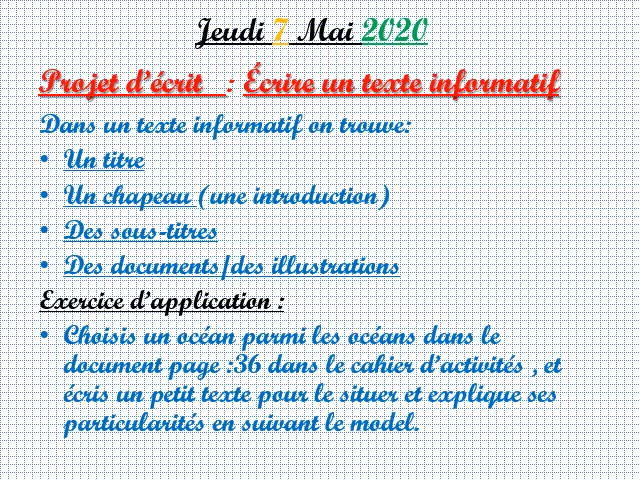 Jeudi 7 Mai 2020
Projet d'écrit : Écrire un texte informatif
Dans un texte informatif on trouve:
• Un titre
• Un chapeau (une introduction)
• Des sous-titres
• Des documents/des illustrations
Exercice d'application :
• Choisis un océan parmi les océans dans le
document page :36 dans le cahier d'activités , et
écris un petit texte pour le situer et explique ses
particularités en suivant le model.